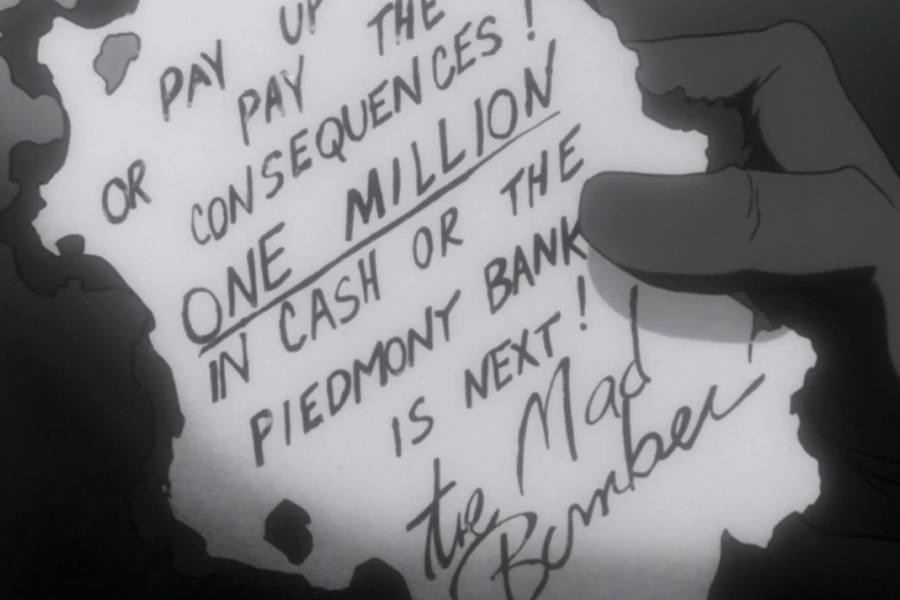 PAY UP THE
PAY
OR CONSEQUENCES!
ONE MILLION
IN CASH OR THE
PIEDMONT BANK
IS NEXT!
the Mad
Bomber